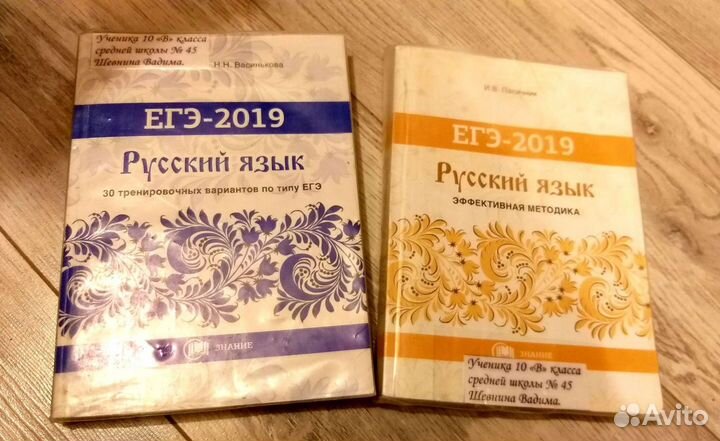 Ученика 10 «В» класса
средней школы № 45
Шевнина Вадима.
Н.Н. Васинькова
ЕГЭ-2019
Русский язык
30 тренировочных вариантов по типу ЕГЭ
ЗНАНИЕ
И.В. Пасичник
ЕГЭ-2019
Русский язык
ЭФФЕКТИВНАЯ МЕТОДИКА
ЗНАНИЕ
Ученика 10 «В» класса
средней школы № 45
Шевнина Вадима.
Avito